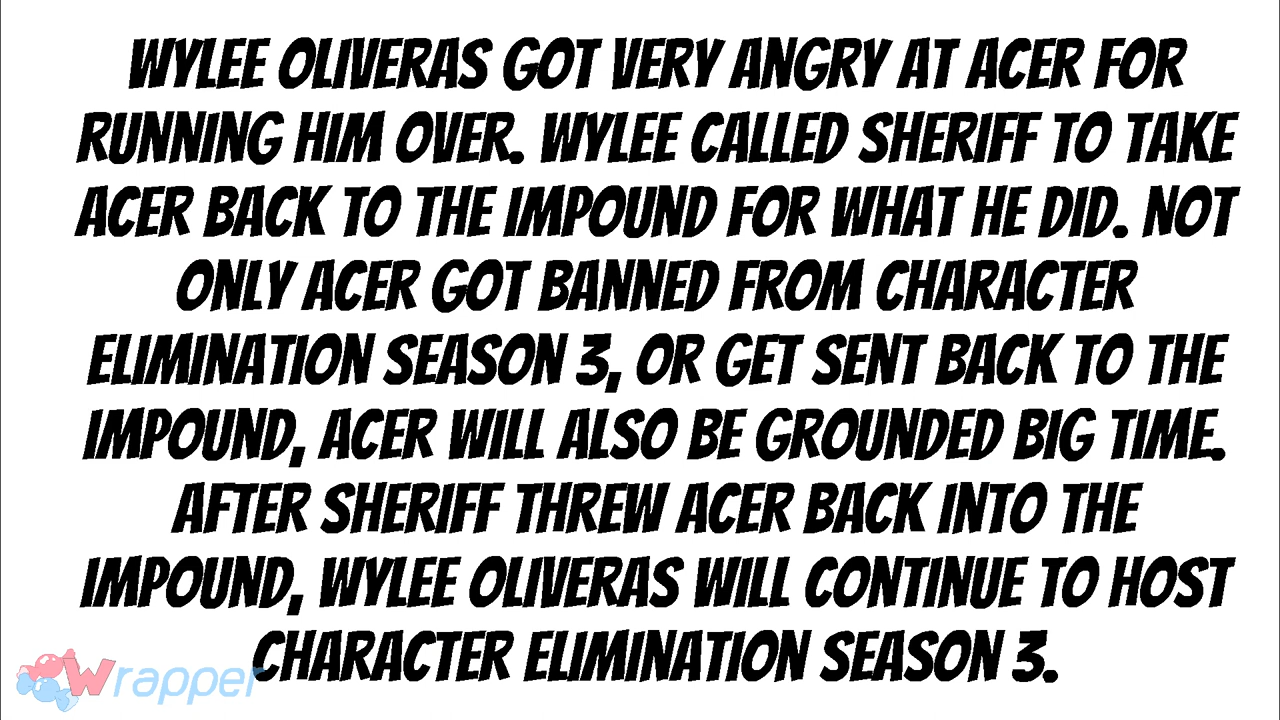 WYLEE OLIVERAS GOT VERY ANGRY AT ACER FOR
RUNNING HIM OVER. WYLEE CALLED SHERIFF TO TAKE
ACER BACK TO THE IMPOUND FOR WHAT HE DID. NOT
ONLY ACER GOT BANNED FROM CHARACTER
ELIMINATION SEASON 3, OR GET SENT BACK TO THE
IMPOUND, ACER WILL ALSO BE GROUNDED BIG TIME.
AFTER SHERIFF THREW ACER BACK INTO THE
IMPOUND, WYLEE OLIVERAS WILL CONTINUE TO HOST
CHARACTER ELIMINATION SEASON 3.
Wrapper